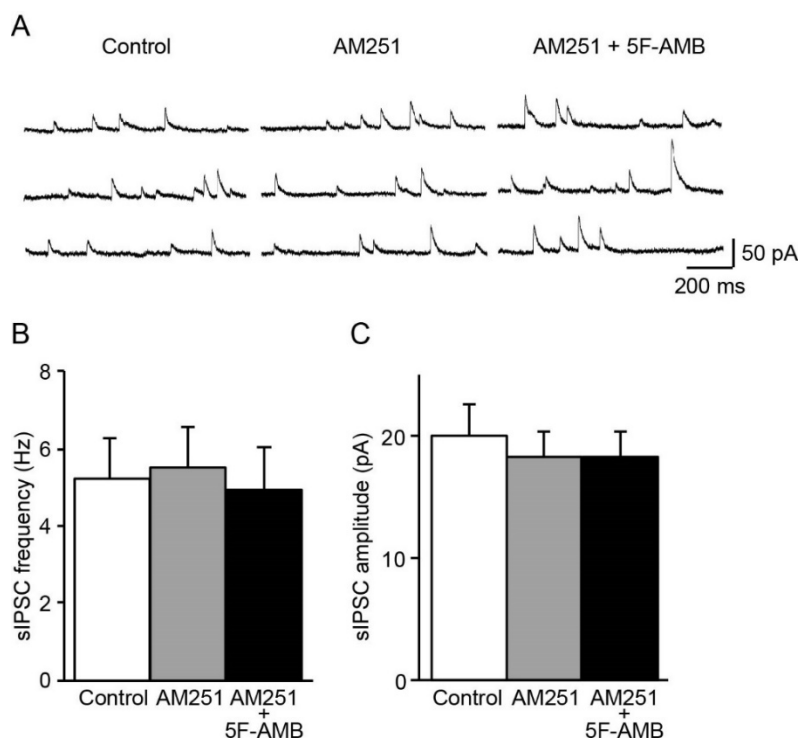 A
Control
AM251
AM251 + 5F-AMB
50 pA
200 ms
B
sIPSC frequency (Hz)
8
6
4
2
0
Control
AM251
AM251
+
5F-AMB
C
sIPSC amplitude (pA)
20
10
0
Control
AM251
AM251
+
5F-AMB